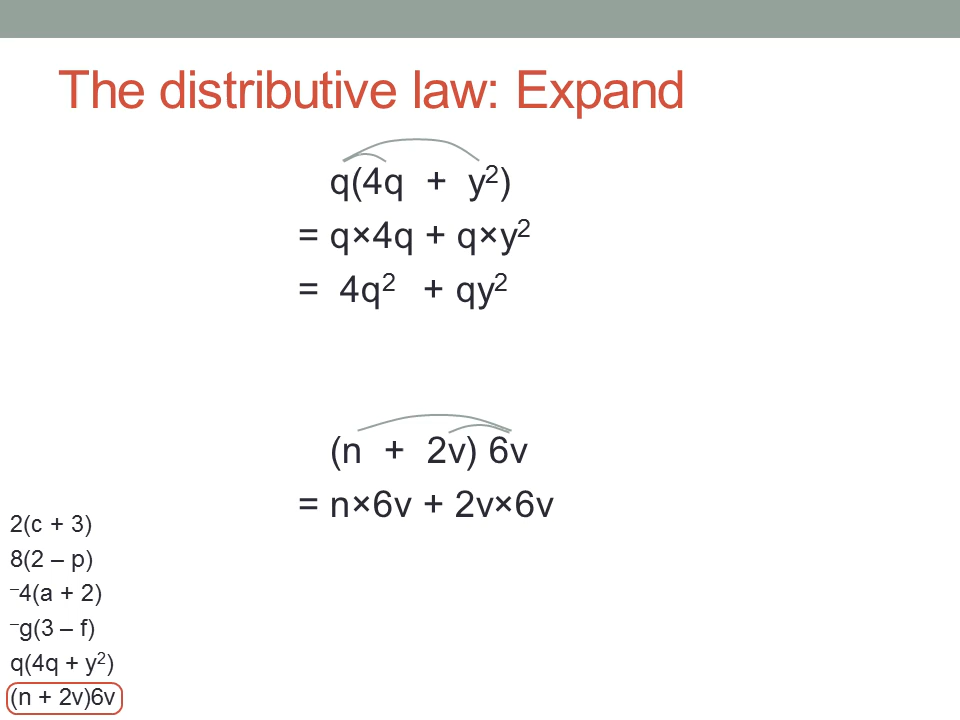 The distributive law: Expand
q(4q + y²)
= q×4q + q×y²
= 4q² + qy²
(n + 2v) 6v
= n×6v + 2v×6v
2(c + 3)
8(2 – p)
⁻4(a + 2)
⁻g(3 – f)
q(4q + y²)
(n + 2v)6v